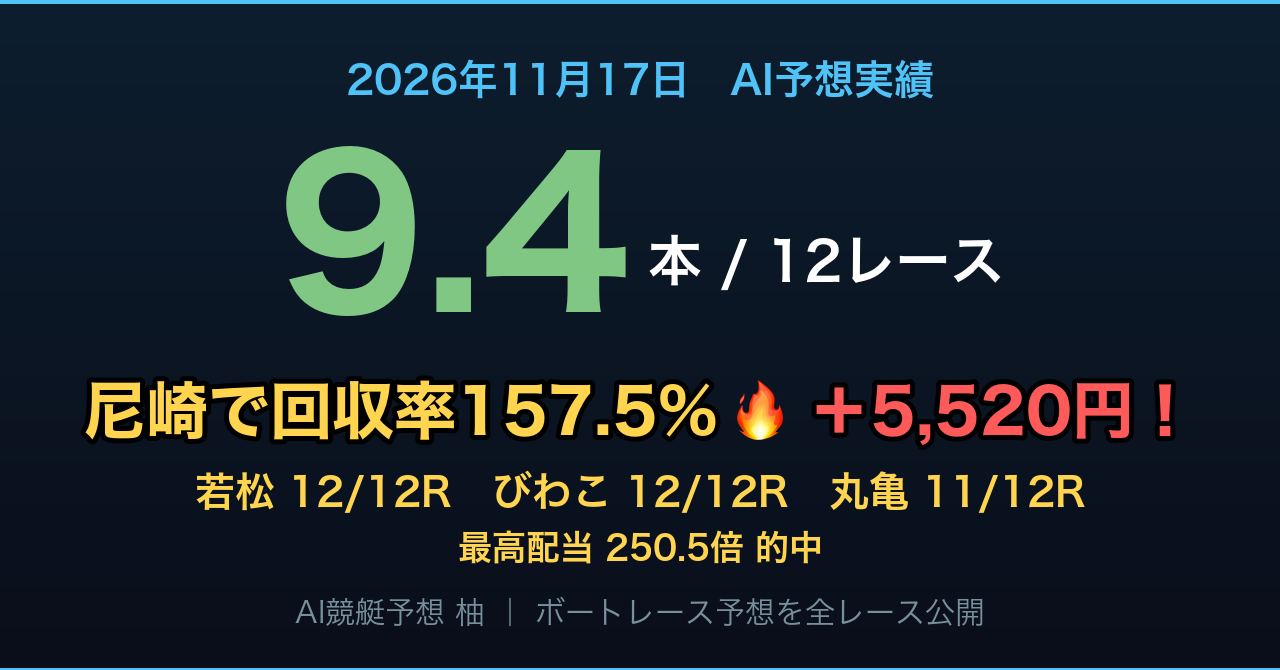 2026年11月17日　AI予想実績
9.4 本 / 12レース
尼崎で回収率157.5%🔥 ＋5,520円！
若松 12/12R　びわこ 12/12R　丸亀 11/12R
最高配当 250.5倍 的中
AI競艇予想 柚 ｜ ボートレース予想を全レース公開